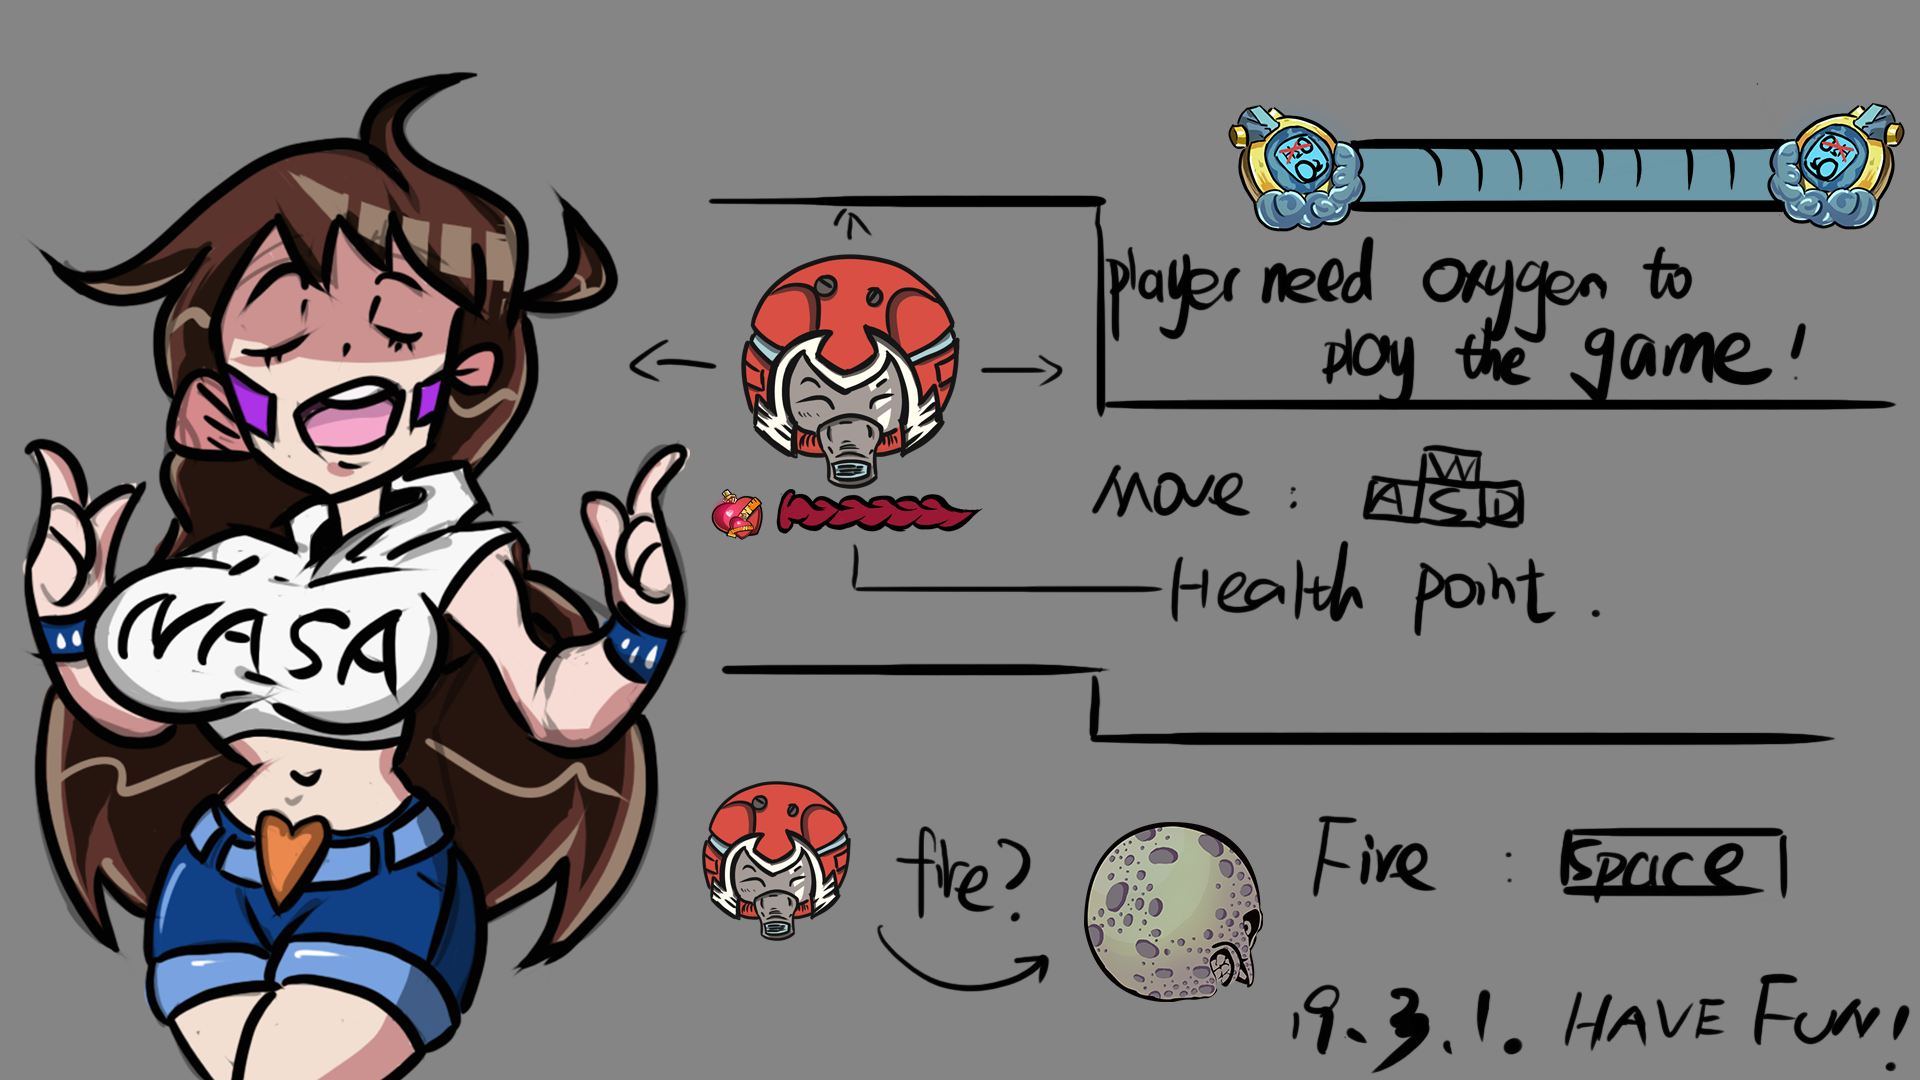 player need oxygen to
play the game!
W
Move : A S D
Health point.
NASA
fire?
Fire : space
19.3.1. HAVE FUN!